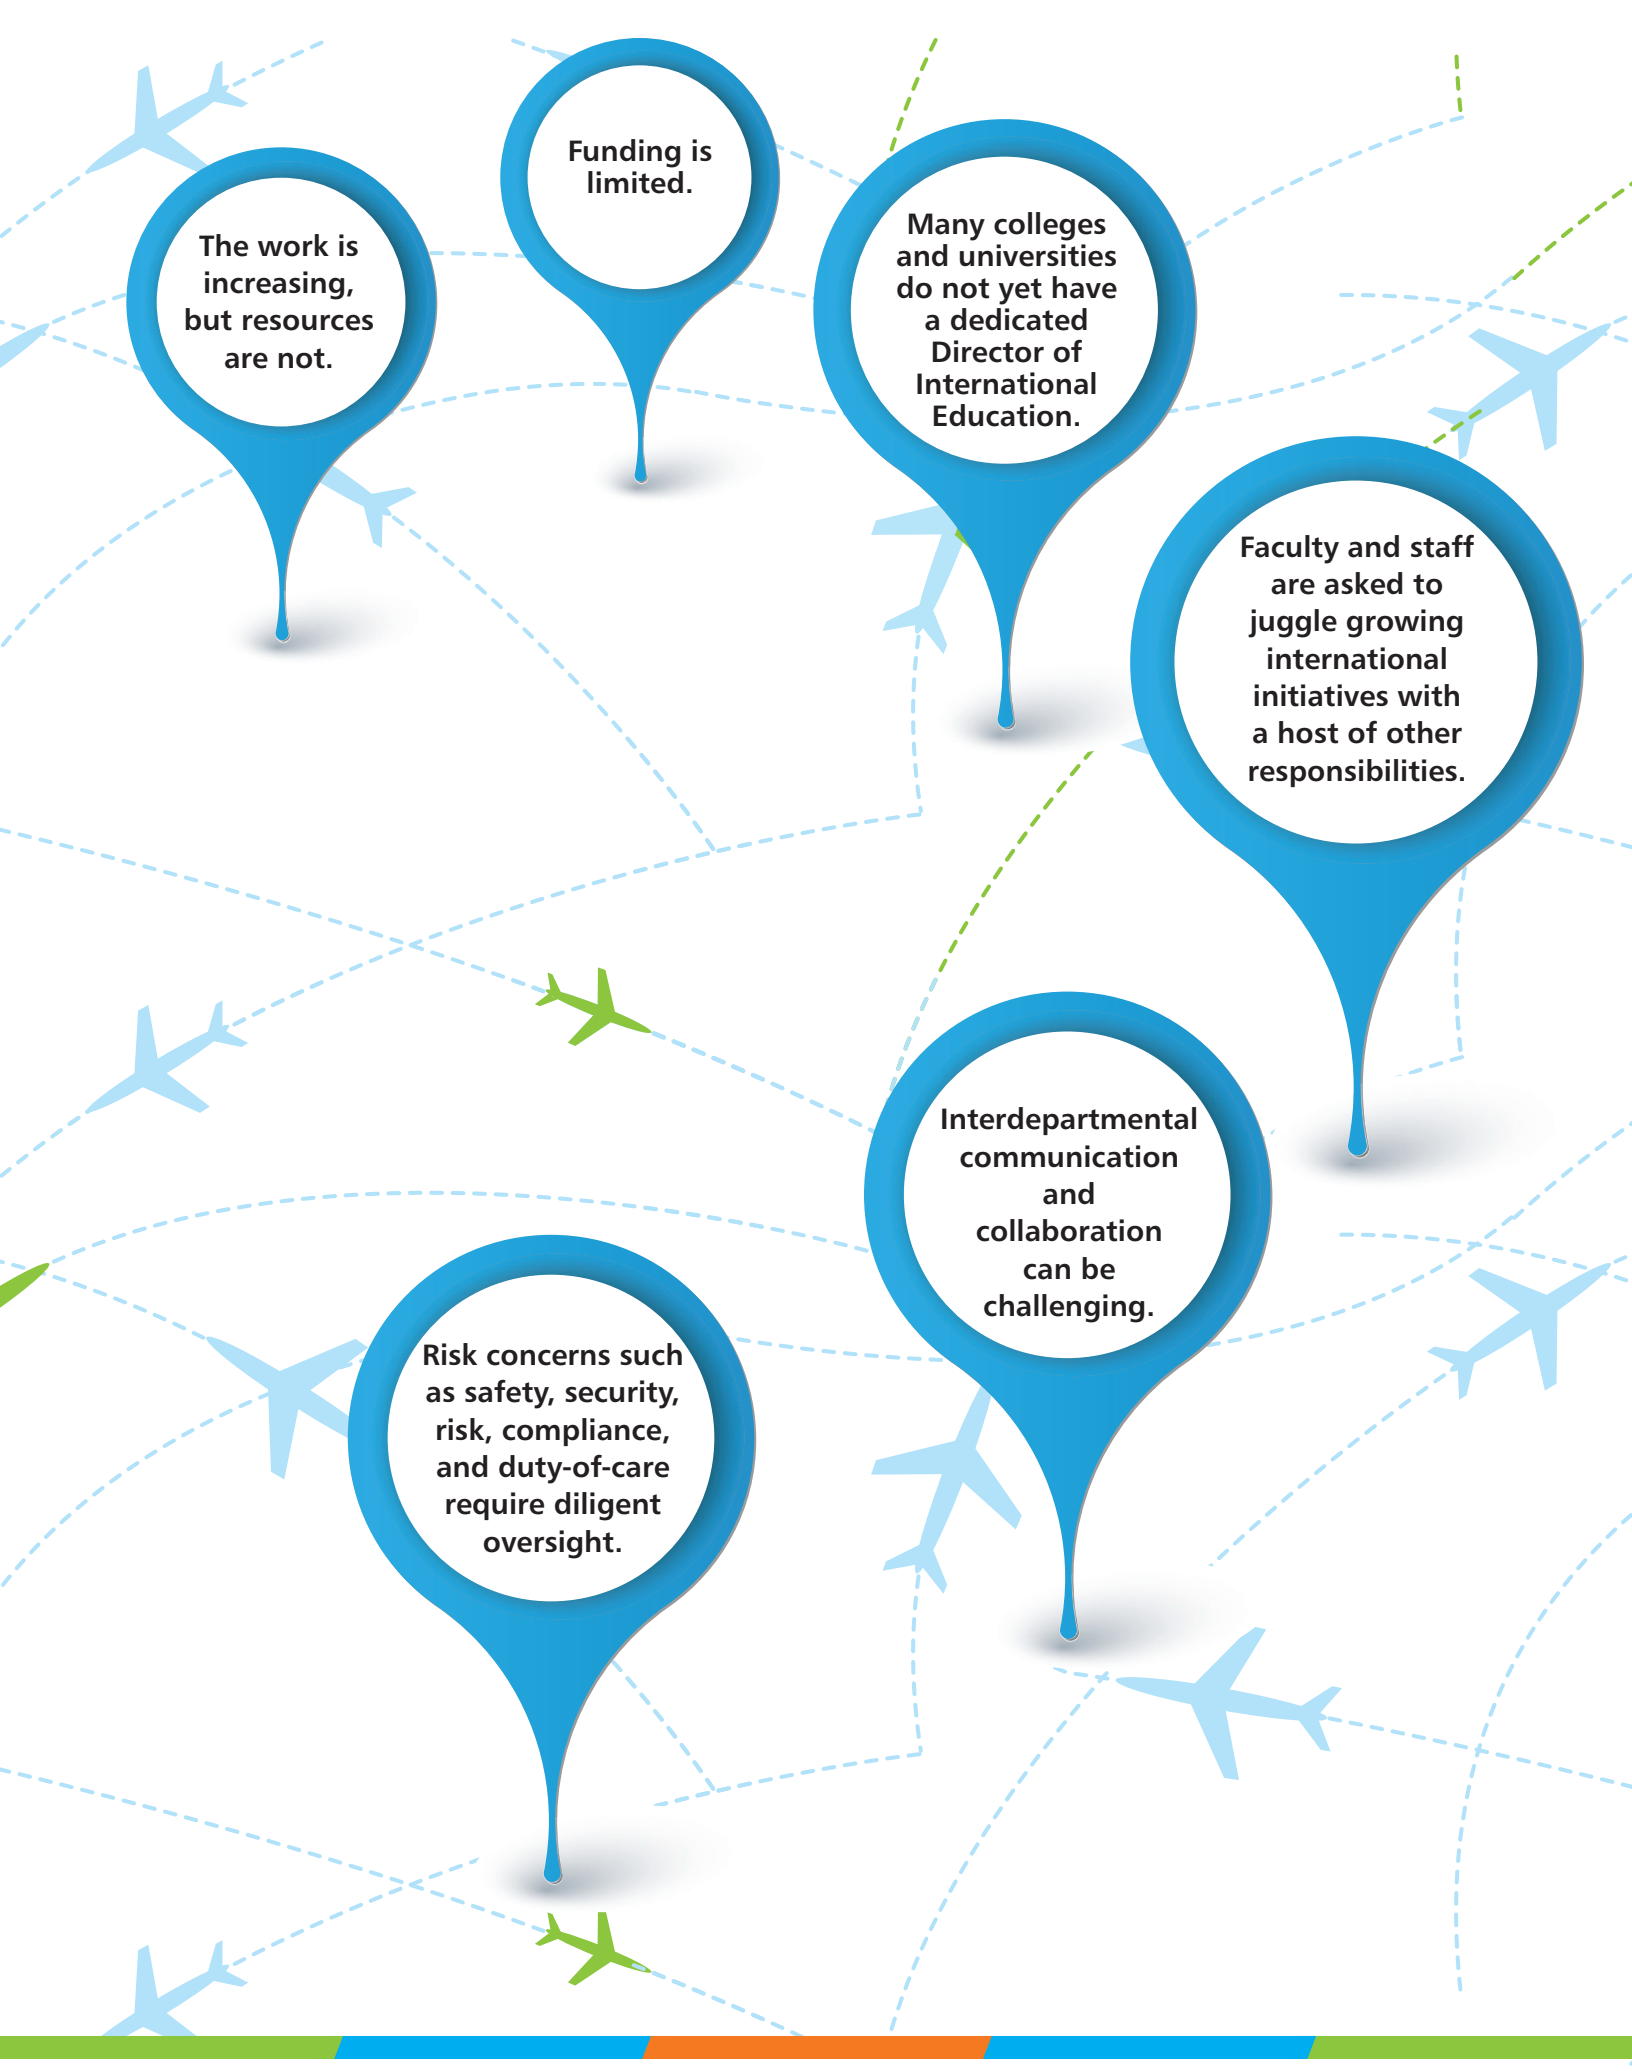 The work is
increasing,
but resources
are not.
Funding is
limited.
Many colleges
and universities
do not yet have
a dedicated
Director of
International
Education.
Faculty and staff
are asked to
juggle growing
international
initiatives with
a host of other
responsibilities.
Interdepartmental
communication
and
collaboration
can be
challenging.
Risk concerns such
as safety, security,
risk, compliance,
and duty-of-care
require diligent
oversight.